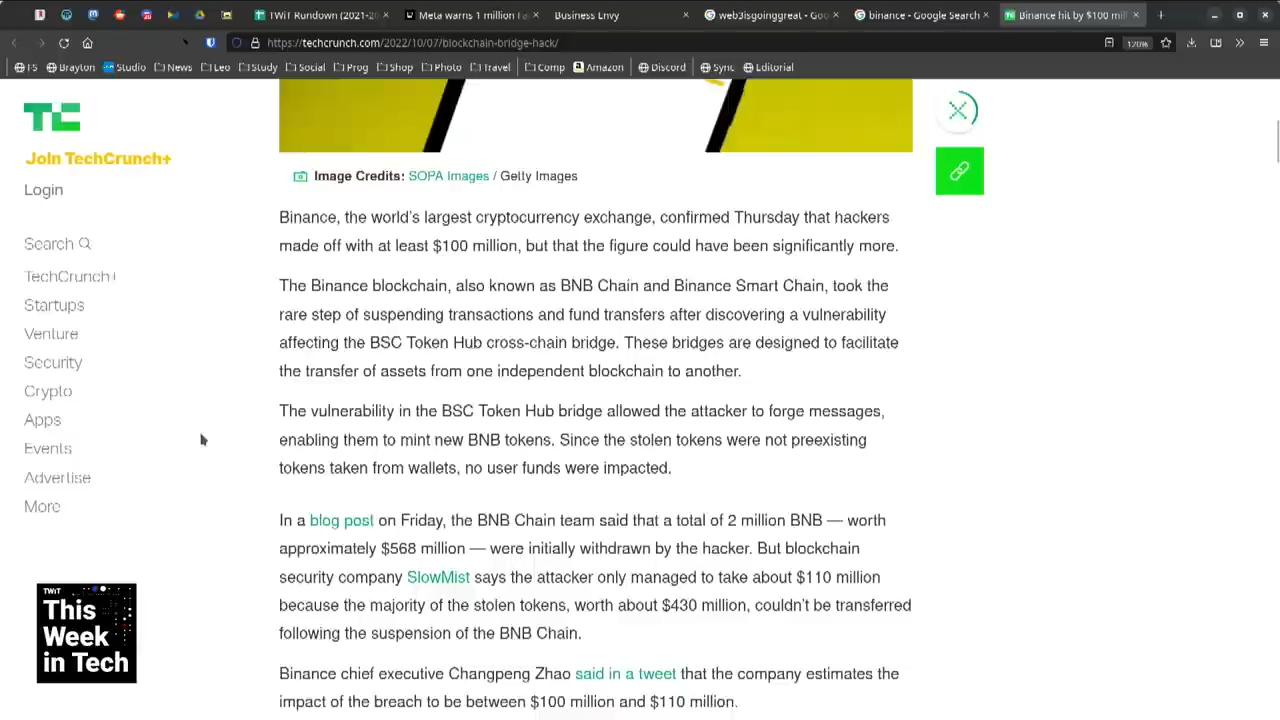 TWiT Rundown (2021-2
Meta warns 1 million Fa
Business Envy
web3isgoinggreat - Goo
binance - Google Search
Binance hit by $100 mill
https://techcrunch.com/2022/10/07/blockchain-bridge-hack/
120%
FS Brayton Studio News Leo Study Social Prog Shop Photo Travel Comp Amazon Discord Sync Editorial
TC
Join TechCrunch+
Login
Search
TechCrunch+
Startups
Venture
Security
Crypto
Apps
Events
Advertise
More
Image Credits: SOPA Images / Getty Images
Binance, the world's largest cryptocurrency exchange, confirmed Thursday that hackers
made off with at least $100 million, but that the figure could have been significantly more.
The Binance blockchain, also known as BNB Chain and Binance Smart Chain, took the
rare step of suspending transactions and fund transfers after discovering a vulnerability
affecting the BSC Token Hub cross-chain bridge. These bridges are designed to facilitate
the transfer of assets from one independent blockchain to another.
The vulnerability in the BSC Token Hub bridge allowed the attacker to forge messages,
enabling them to mint new BNB tokens. Since the stolen tokens were not preexisting
tokens taken from wallets, no user funds were impacted.
In a blog post on Friday, the BNB Chain team said that a total of 2 million BNB — worth
approximately $568 million — were initially withdrawn by the hacker. But blockchain
security company SlowMist says the attacker only managed to take about $110 million
because the majority of the stolen tokens, worth about $430 million, couldn't be transferred
following the suspension of the BNB Chain.
Binance chief executive Changpeng Zhao said in a tweet that the company estimates the
impact of the breach to be between $100 million and $110 million.
TWiT
This
Week
in Tech